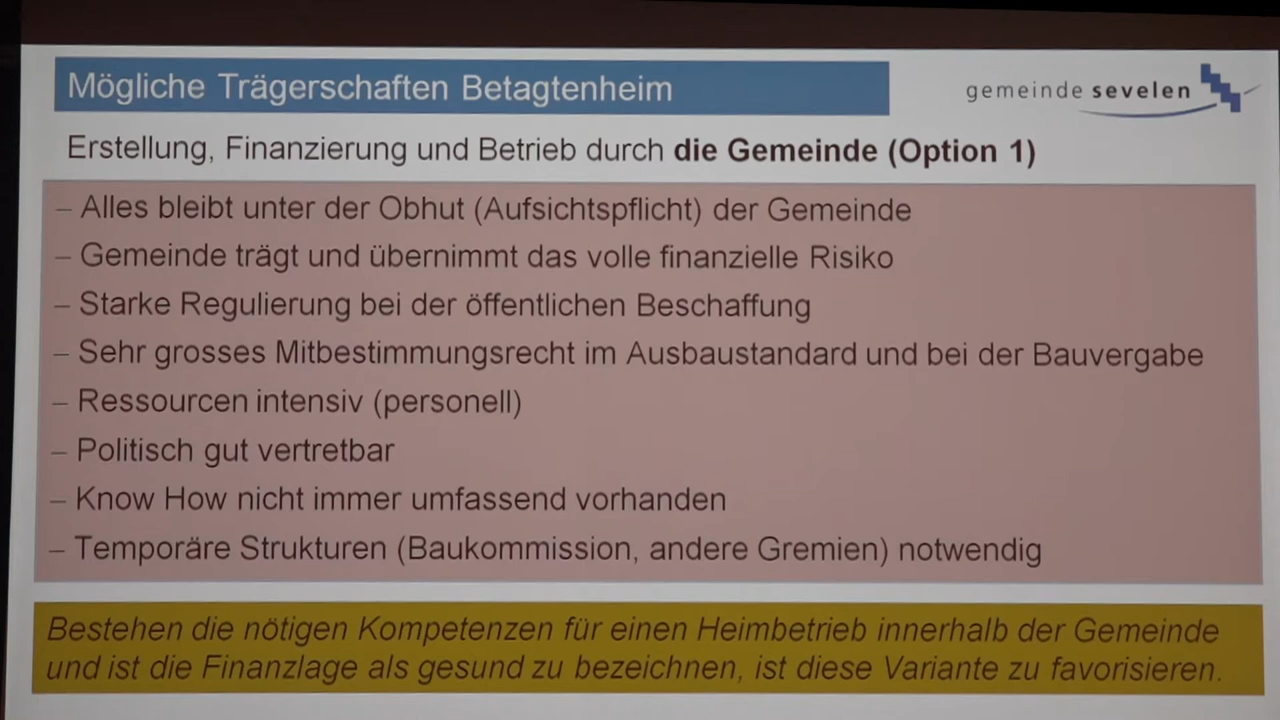 Mögliche Trägerschaften Betagtenheim
gemeinde sevelen
Erstellung, Finanzierung und Betrieb durch die Gemeinde (Option 1)
– Alles bleibt unter der Obhut (Aufsichtspflicht) der Gemeinde
– Gemeinde trägt und übernimmt das volle finanzielle Risiko
– Starke Regulierung bei der öffentlichen Beschaffung
– Sehr grosses Mitbestimmungsrecht im Ausbaustandard und bei der Bauvergabe
– Ressourcen intensiv (personell)
– Politisch gut vertretbar
– Know How nicht immer umfassend vorhanden
– Temporäre Strukturen (Baukommission, andere Gremien) notwendig
Bestehen die nötigen Kompetenzen für einen Heimbetrieb innerhalb der Gemeinde
und ist die Finanzlage als gesund zu bezeichnen, ist diese Variante zu favorisieren.